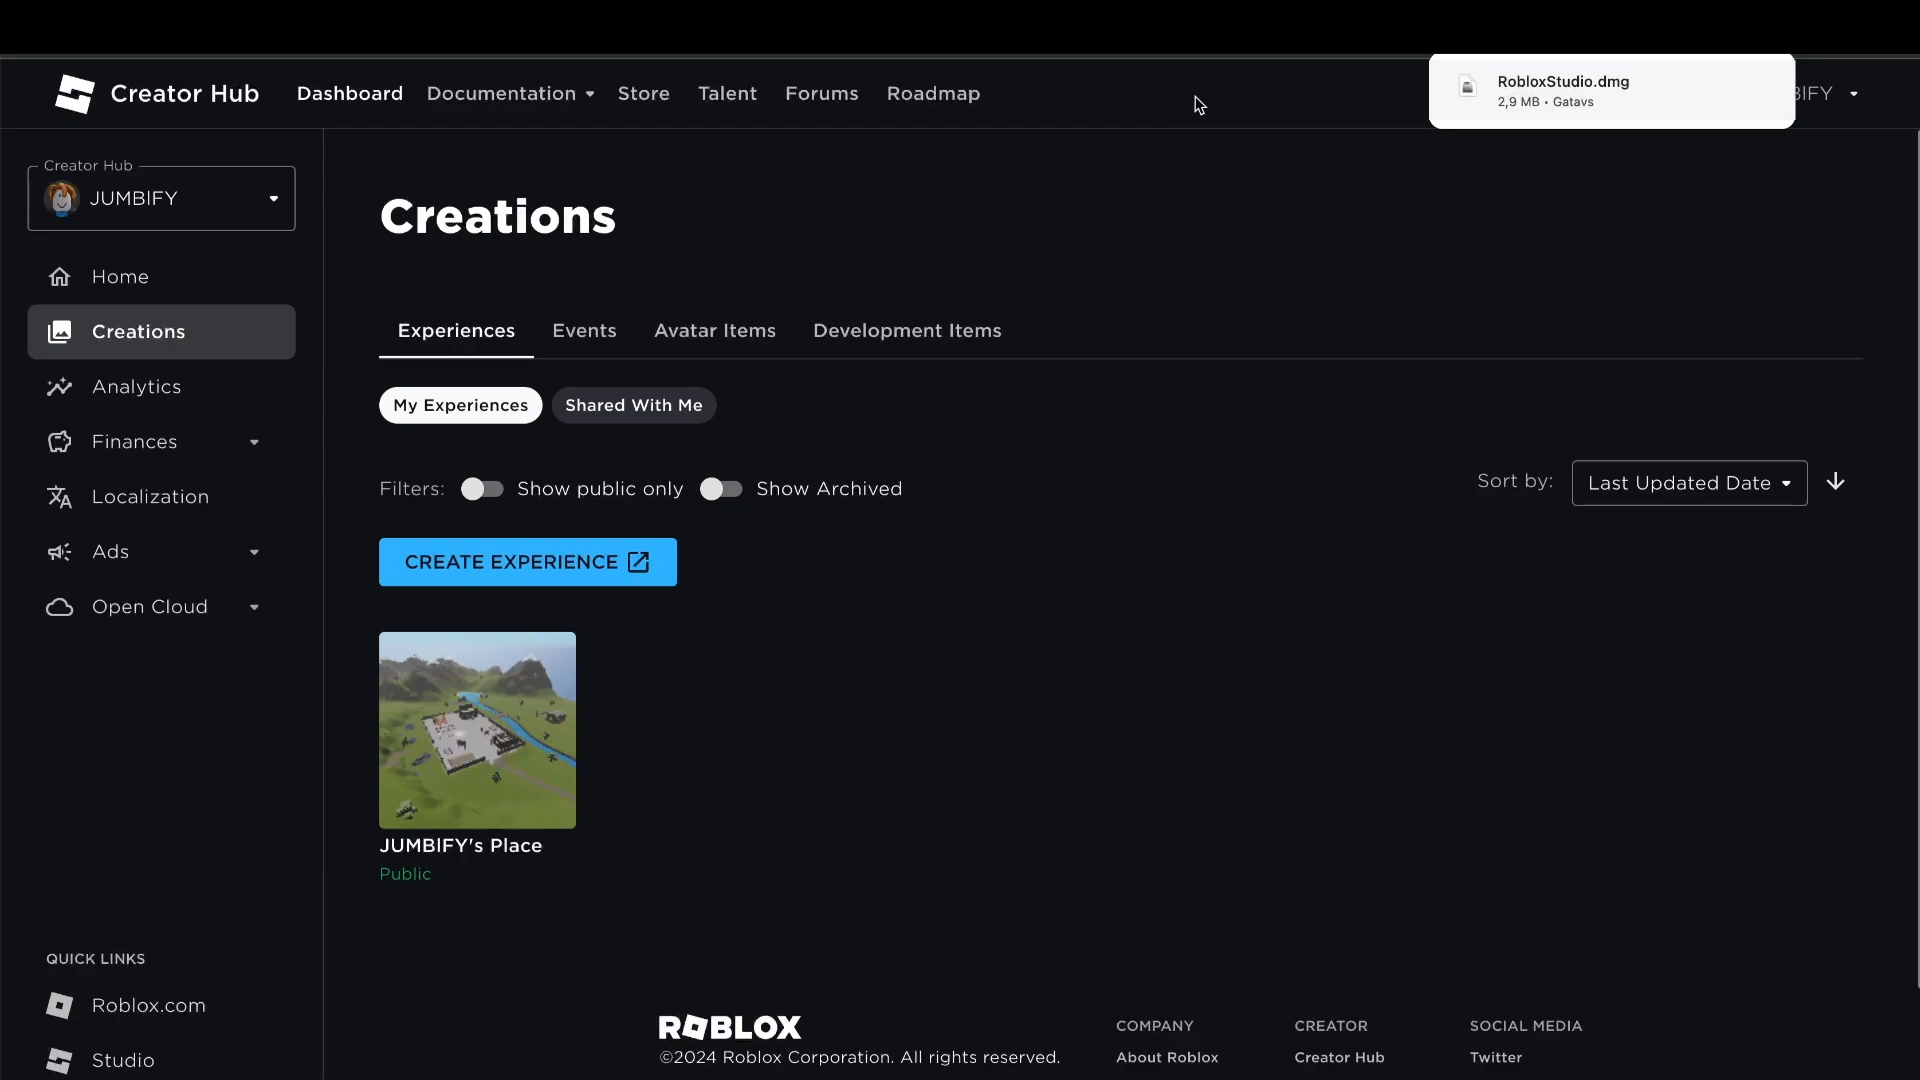 Creator Hub
Dashboard
Documentation
Store
Talent
Forums
Roadmap
RobloxStudio.dmg
2,9 MB • Gatavs
BIFY
Creator Hub
JUMBIFY
Home
Creations
Analytics
Finances
Localization
Ads
Open Cloud
QUICK LINKS
Roblox.com
Studio
Creations
Experiences
Events
Avatar Items
Development Items
My Experiences
Shared With Me
Filters:
Show public only
Show Archived
Sort by:
Last Updated Date
CREATE EXPERIENCE
JUMBIFY's Place
Public
ROBLOX
©2024 Roblox Corporation. All rights reserved.
COMPANY
About Roblox
CREATOR
Creator Hub
SOCIAL MEDIA
Twitter